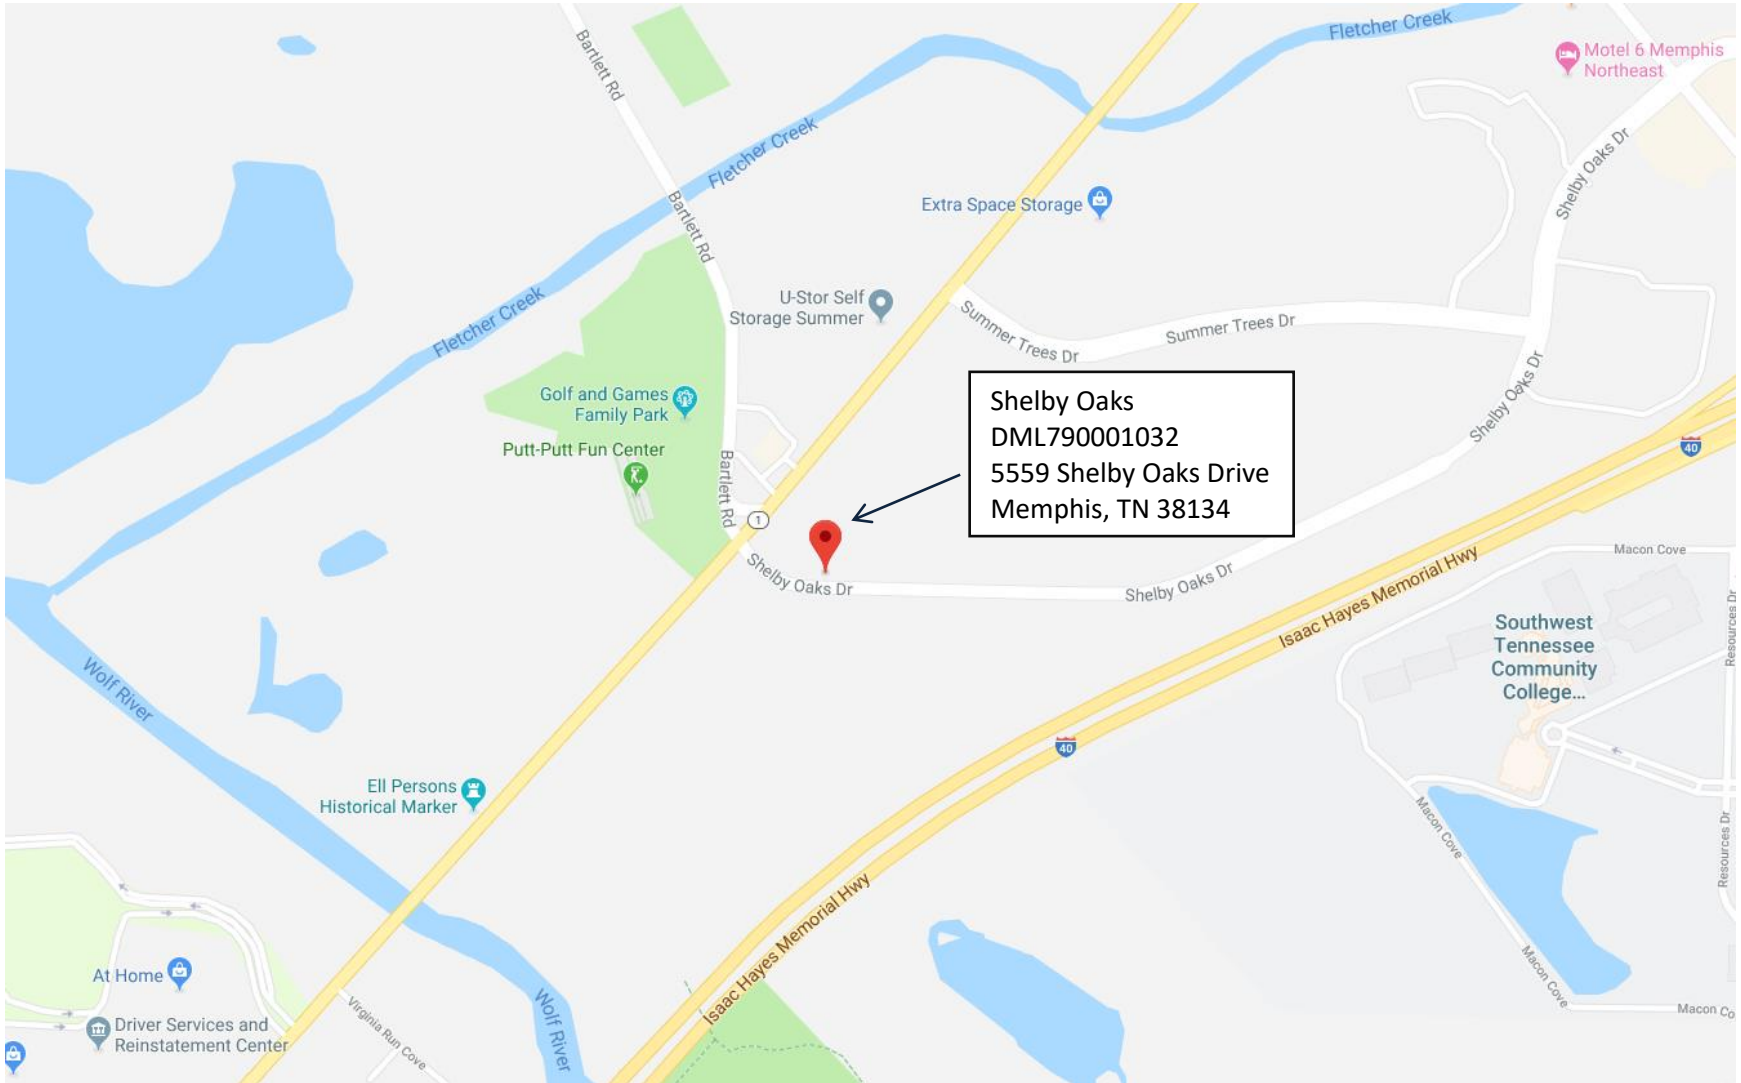 Fletcher Creek
Motel 6 Memphis
Northeast
Bartlett Rd
Fletcher Creek
Shelby Oaks Dr
Bartlett Rd
Extra Space Storage
Fletcher Creek
U-Stor Self
Storage Summer
Summer Trees Dr
Summer Trees Dr
Shelby Oaks Dr
Golf and Games
Family Park
Putt-Putt Fun Center
Bartlett Rd
Shelby Oaks
DML790001032
5559 Shelby Oaks Drive
Memphis, TN 38134
40
1
Shelby Oaks Dr
Shelby Oaks Dr
Isaac Hayes Memorial Hwy
Macon Cove
Resources Dr
Southwest
Tennessee
Community
College...
Wolf River
40
Ell Persons
Historical Marker
Macon Cove
Resources Dr
Isaac Hayes Memorial Hwy
At Home
Macon Cove
Wolf River
Virginia Run Cove
Driver Services and
Reinstatement Center
Macon Co